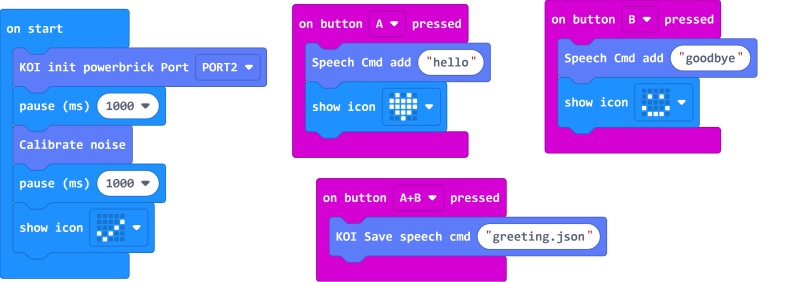 on start
KOI init powerbrick Port PORT2
pause (ms) 1000
Calibrate noise
pause (ms) 1000
show icon
on button A pressed
Speech Cmd add "hello"
show icon
on button B pressed
Speech Cmd add "goodbye"
show icon
on button A+B pressed
KOI Save speech cmd "greeting.json"